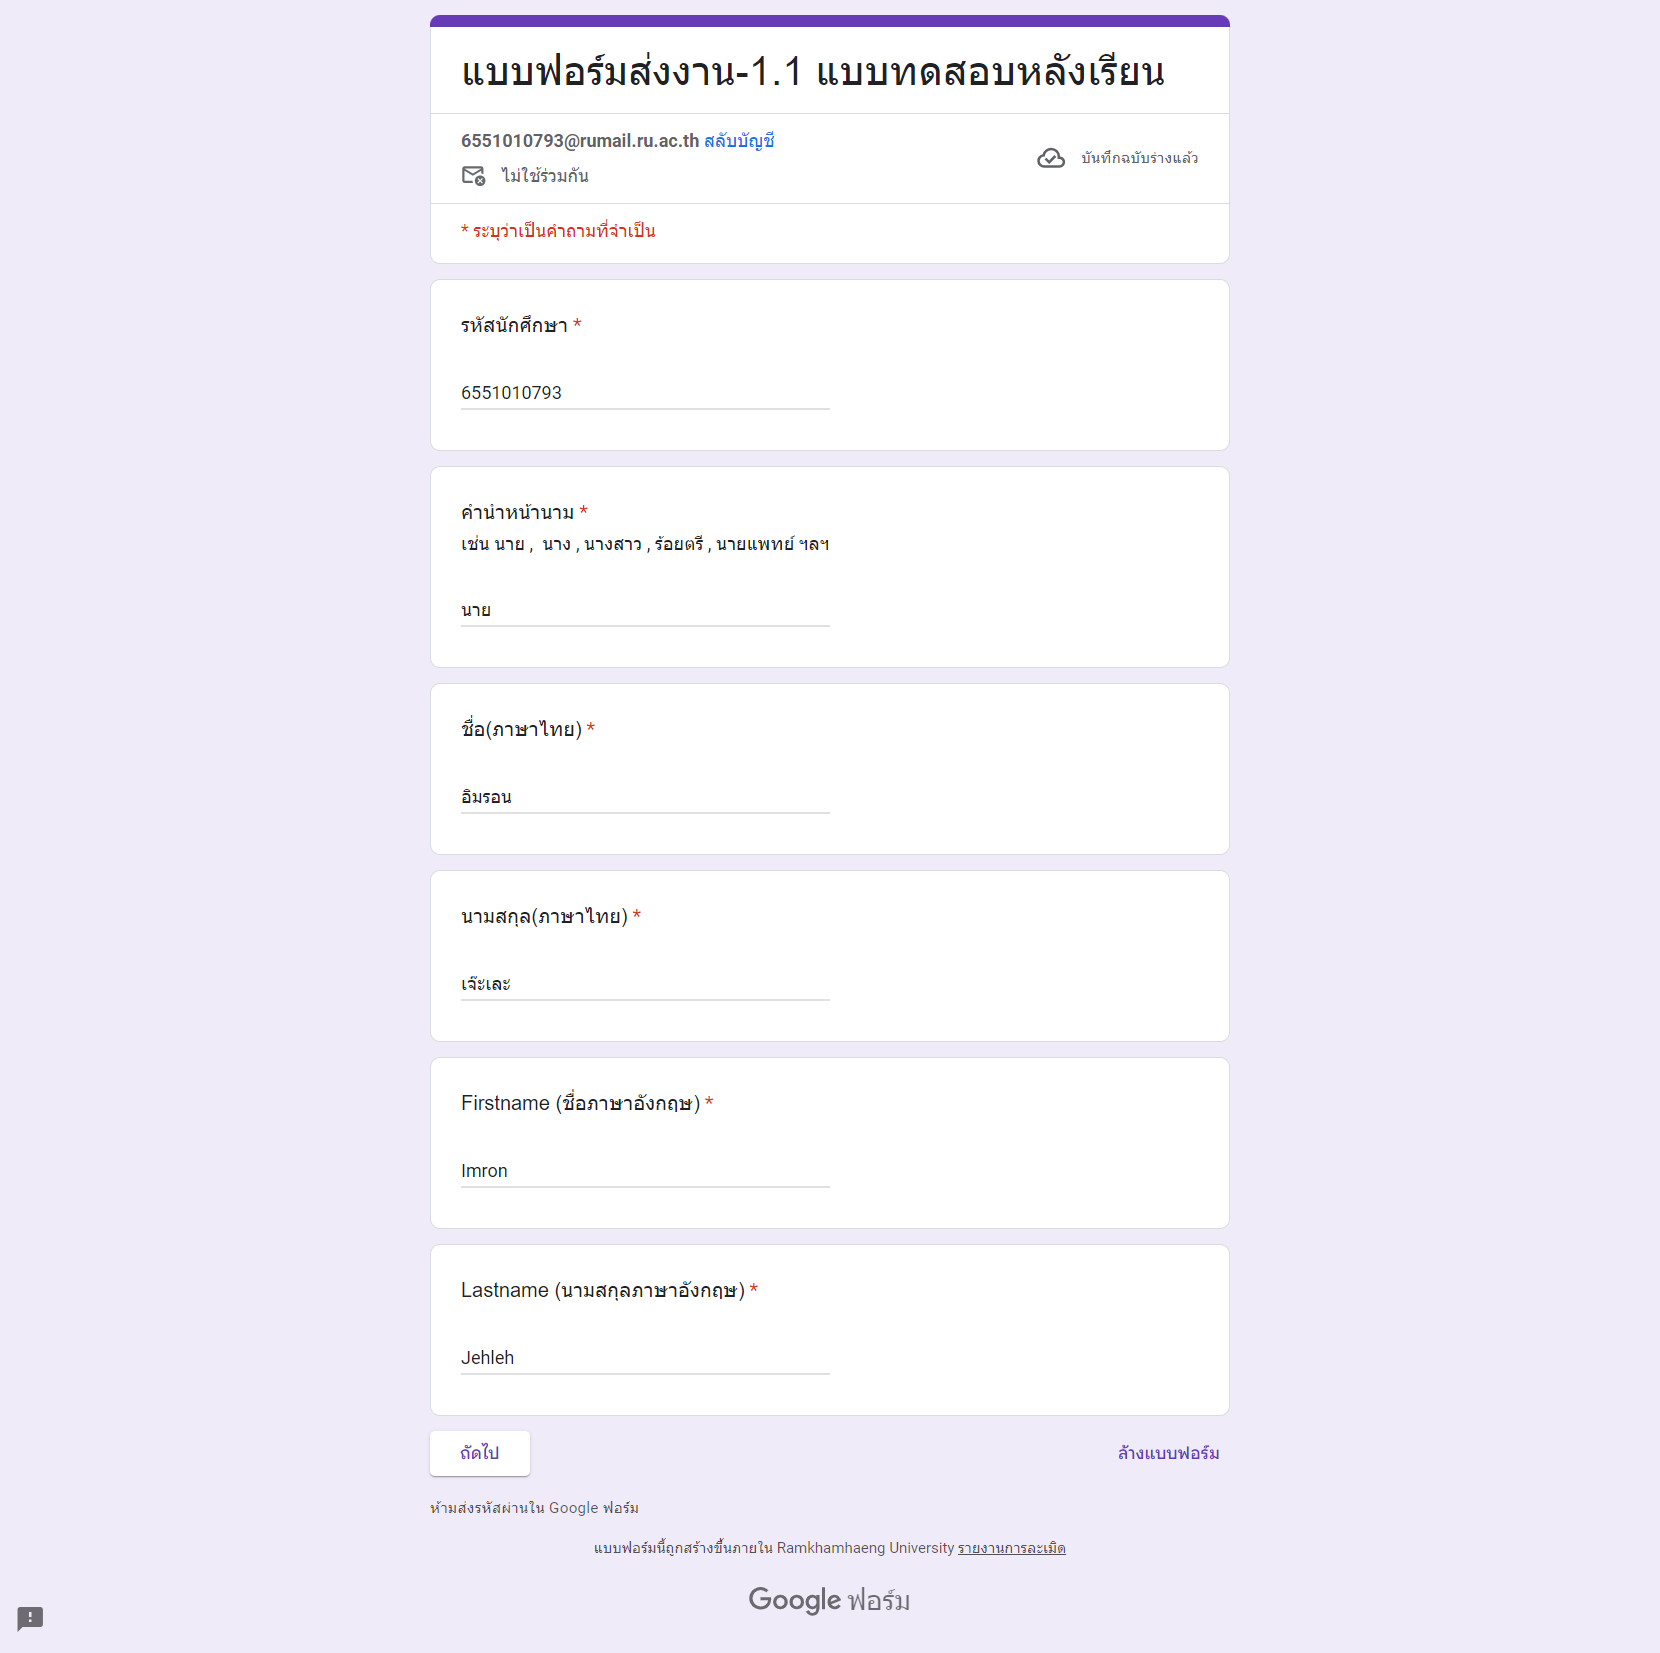 แบบฟอร์มส่งงาน-1.1 แบบทดสอบหลังเรียน
6551010793@rumail.ru.ac.th สลับบัญชี
ไม่ใช้ร่วมกัน
บันทึกฉบับร่างแล้ว
* ระบุว่าเป็นคำถามที่จำเป็น
รหัสนักศึกษา *
6551010793
คำนำหน้านาม *
เช่น นาย , นาง , นางสาว , ร้อยตรี , นายแพทย์ ฯลฯ
นาย
ชื่อ(ภาษาไทย) *
อิมรอน
นามสกุล(ภาษาไทย) *
เจ๊ะเละ
Firstname (ชื่อภาษาอังกฤษ) *
Imron
Lastname (นามสกุลภาษาอังกฤษ) *
Jehleh
ถัดไป
ล้างแบบฟอร์ม
ห้ามส่งรหัสผ่านใน Google ฟอร์ม
แบบฟอร์มนี้ถูกสร้างขึ้นภายใน Ramkhamhaeng University รายงานการละเมิด
Google ฟอร์ม